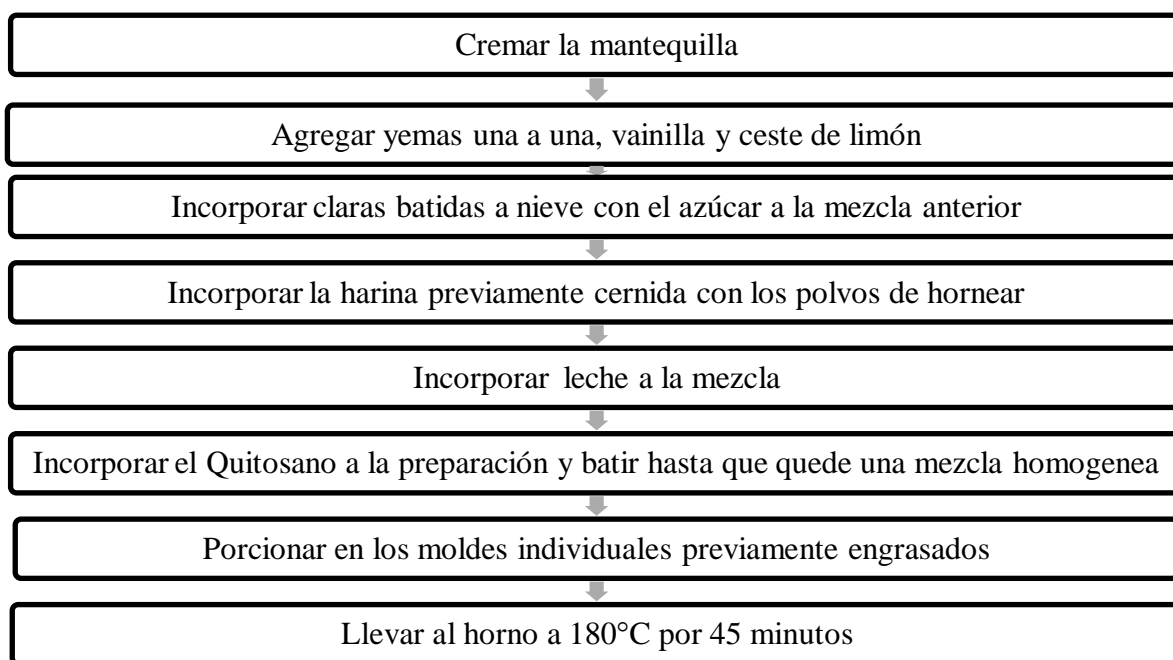 Cremar la mantequilla
Agregar yemas una a una, vainilla y ceste de limón
Incorporar claras batidas a nieve con el azúcar a la mezcla anterior
Incorporar la harina previamente cernida con los polvos de hornear
Incorporar leche a la mezcla
Incorporar el Quitosano a la preparación y batir hasta que quede una mezcla homogenea
Porcionar en los moldes individuales previamente engrasados
Llevar al horno a 180°C por 45 minutos